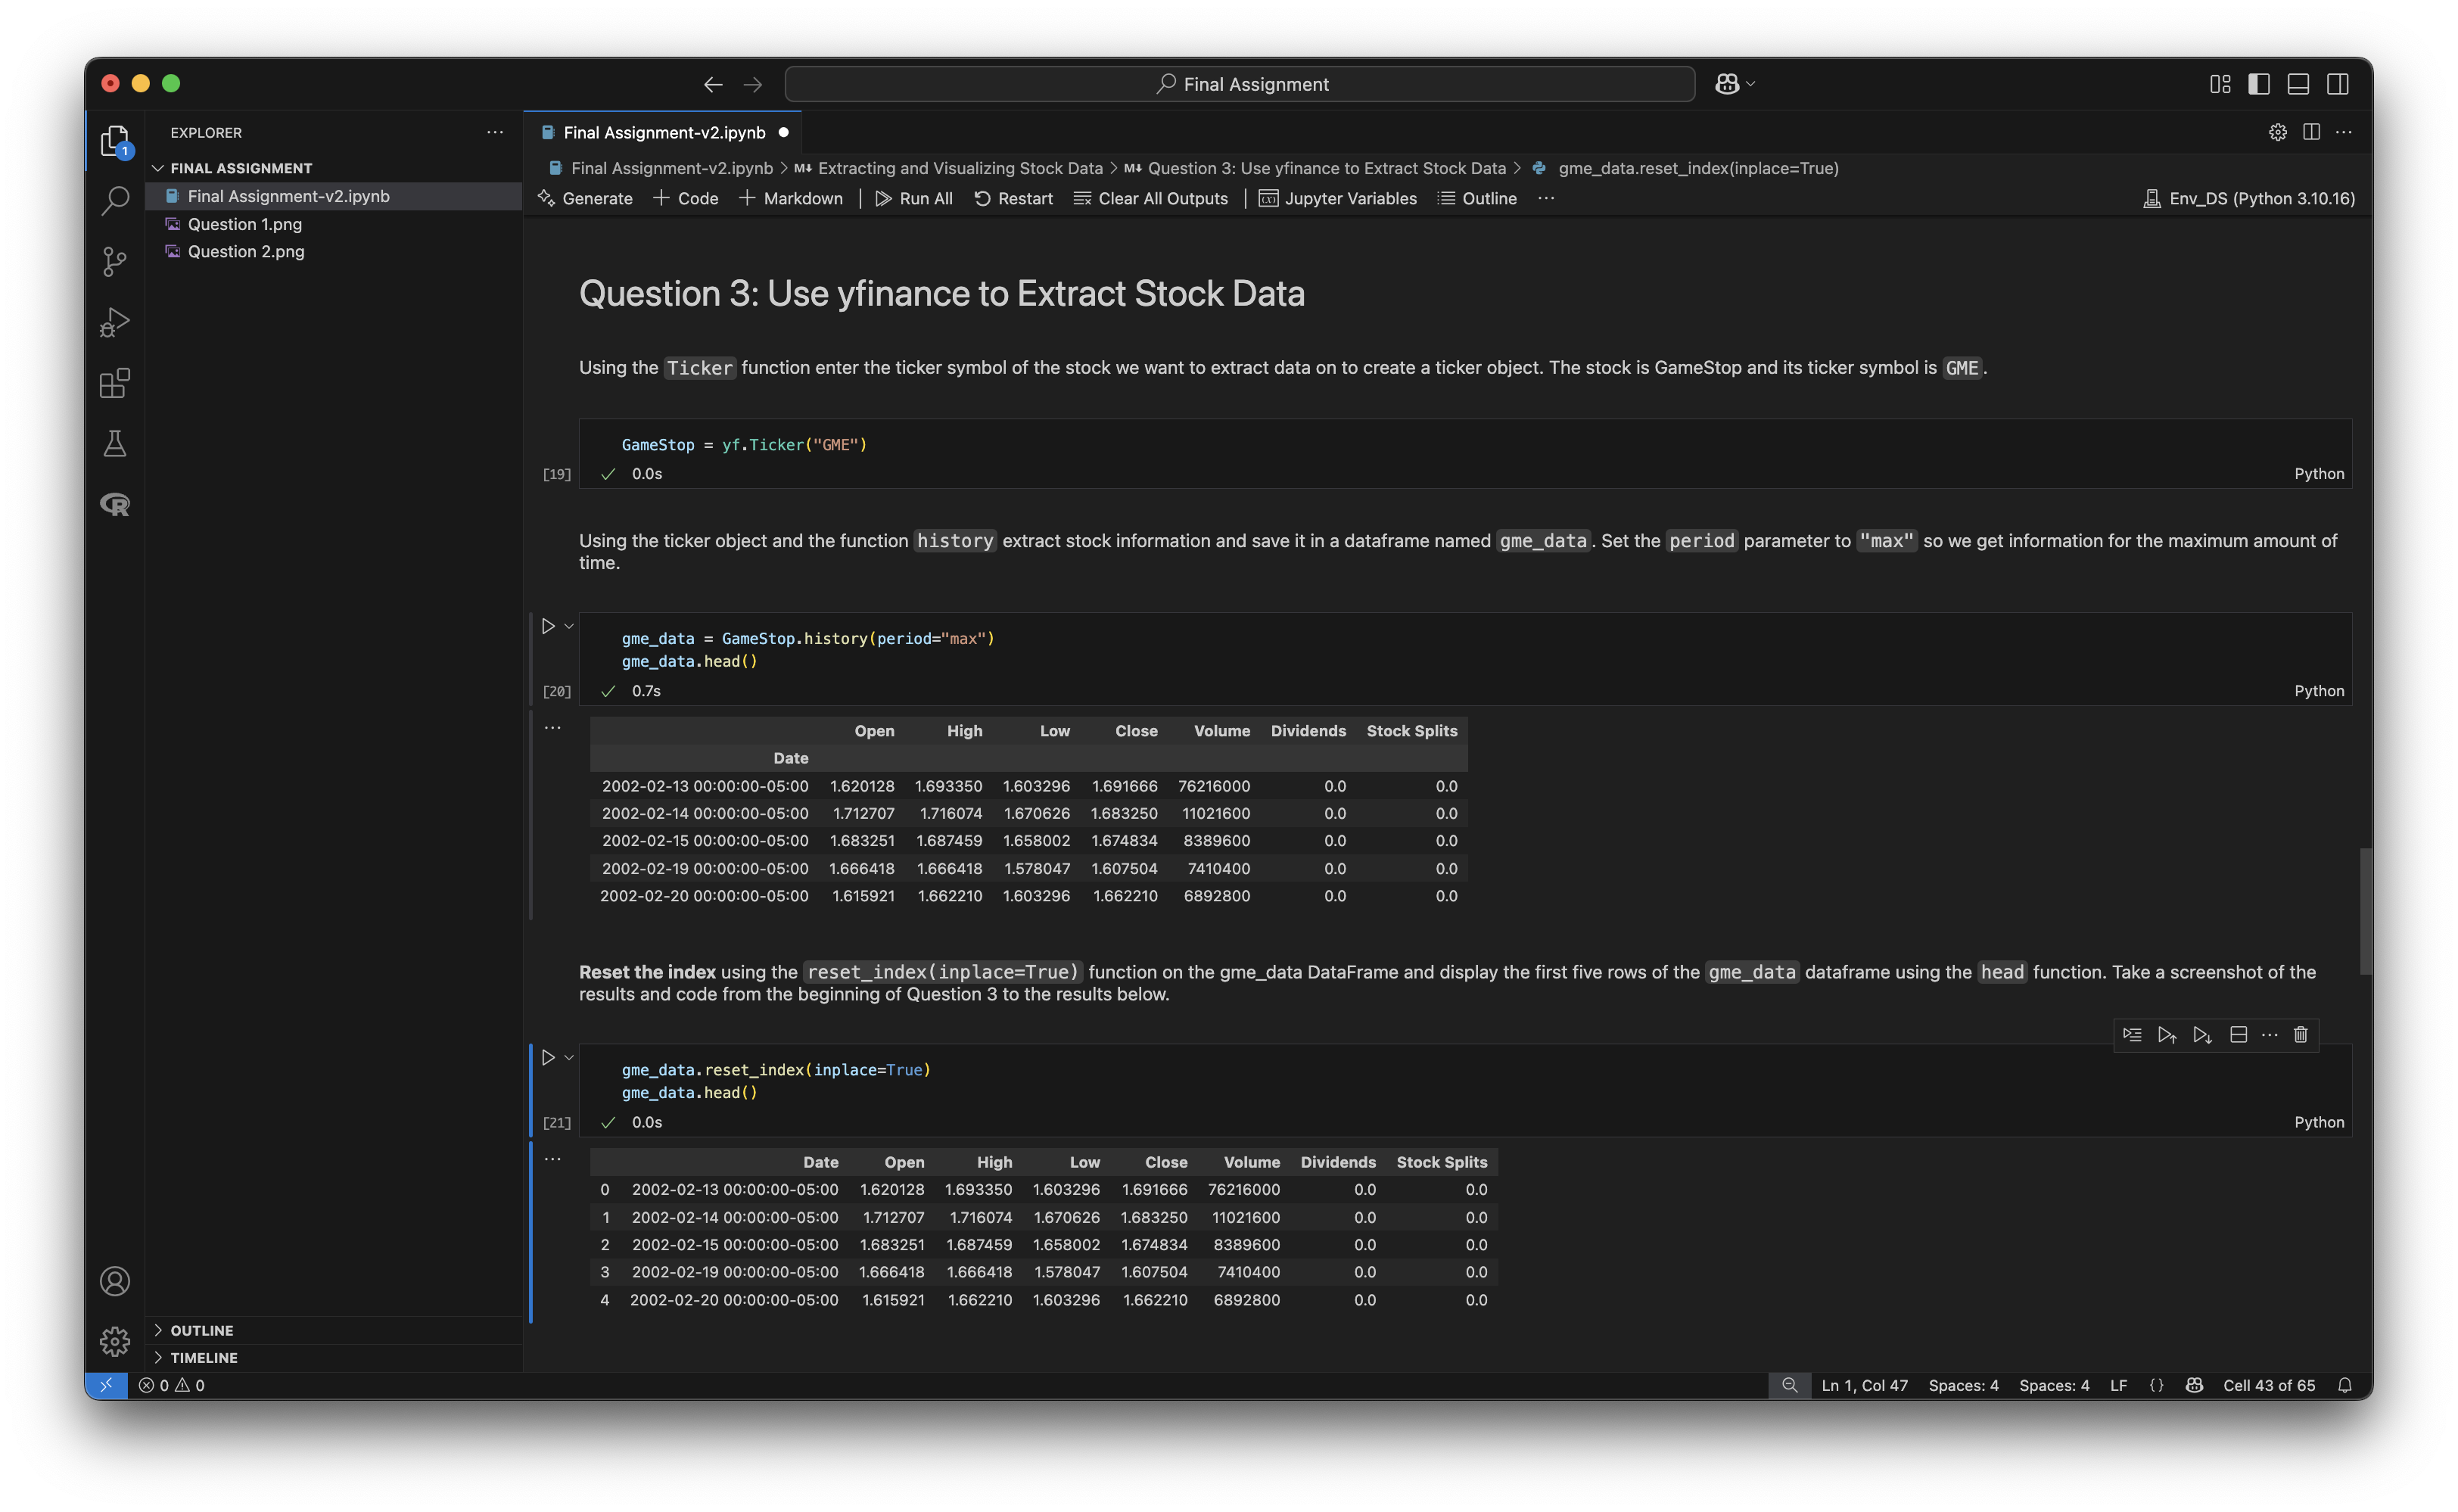 Final Assignment
EXPLORER
Final Assignment-v2.ipynb
1
FINAL ASSIGNMENT
Final Assignment-v2.ipynb
Question 1.png
Question 2.png
Final Assignment-v2.ipynb > M↓ Extracting and Visualizing Stock Data > M↓ Question 3: Use yfinance to Extract Stock Data > gme_data.reset_index(inplace=True)
Generate + Code + Markdown | Run All Restart Clear All Outputs | Jupyter Variables Outline ... Env_DS (Python 3.10.16)
Question 3: Use yfinance to Extract Stock Data
Using the Ticker function enter the ticker symbol of the stock we want to extract data on to create a ticker object. The stock is GameStop and its ticker symbol is GME.
GameStop = yf.Ticker("GME")
[19] ✓ 0.0s Python
Using the ticker object and the function history extract stock information and save it in a dataframe named gme_data. Set the period parameter to "max" so we get information for the maximum amount of
time.
gme_data = GameStop.history(period="max")
gme_data.head()
[20] ✓ 0.7s Python
... Open High Low Close Volume Dividends Stock Splits
Date
2002-02-13 00:00:00-05:00 1.620128 1.693350 1.603296 1.691666 76216000 0.0 0.0
2002-02-14 00:00:00-05:00 1.712707 1.716074 1.670626 1.683250 11021600 0.0 0.0
2002-02-15 00:00:00-05:00 1.683251 1.687459 1.658002 1.674834 8389600 0.0 0.0
2002-02-19 00:00:00-05:00 1.666418 1.666418 1.578047 1.607504 7410400 0.0 0.0
2002-02-20 00:00:00-05:00 1.615921 1.662210 1.603296 1.662210 6892800 0.0 0.0
Reset the index using the reset_index(inplace=True) function on the gme_data DataFrame and display the first five rows of the gme_data dataframe using the head function. Take a screenshot of the
results and code from the beginning of Question 3 to the results below.
gme_data.reset_index(inplace=True)
gme_data.head()
[21] ✓ 0.0s Python
... Date Open High Low Close Volume Dividends Stock Splits
0 2002-02-13 00:00:00-05:00 1.620128 1.693350 1.603296 1.691666 76216000 0.0 0.0
1 2002-02-14 00:00:00-05:00 1.712707 1.716074 1.670626 1.683250 11021600 0.0 0.0
2 2002-02-15 00:00:00-05:00 1.683251 1.687459 1.658002 1.674834 8389600 0.0 0.0
3 2002-02-19 00:00:00-05:00 1.666418 1.666418 1.578047 1.607504 7410400 0.0 0.0
4 2002-02-20 00:00:00-05:00 1.615921 1.662210 1.603296 1.662210 6892800 0.0 0.0
R
OUTLINE
TIMELINE
0 0 Ln 1, Col 47 Spaces: 4 Spaces: 4 LF {} Cell 43 of 65